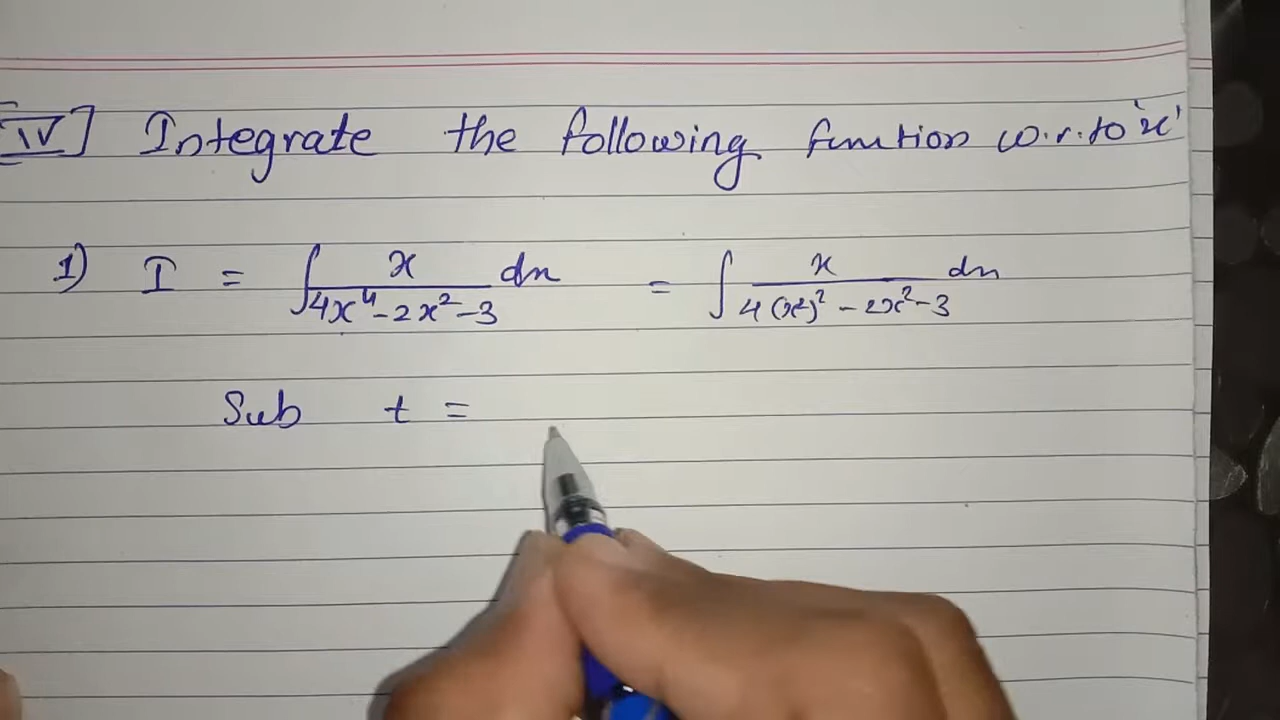 IV] Integrate the following function w.r.to 'x'
1) I = ∫ x/(4x⁴-2x²-3) dx = ∫ x/(4(x²)² - 2x²-3) dx
Sub t =